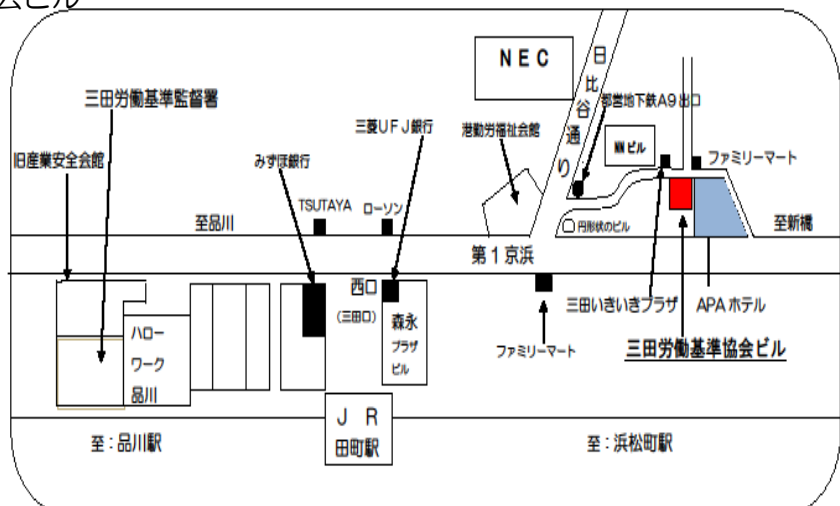 会ビル
NEC
日比谷通り
三田労働基準監督署
都営地下鉄A9出口
三菱UFJ銀行
港勤労福祉会館
NNビル
ファミリーマート
旧産業安全会館
みずほ銀行
TSUTAYA
ローソン
至品川
円形状のビル
至新橋
第1京浜
西口
(三田口)
森永
プラザ
ビル
三田いきいきプラザ
APAホテル
ハロー
ワーク
品川
ファミリーマート
三田労働基準協会ビル
JR
田町駅
至:品川駅
至:浜松町駅